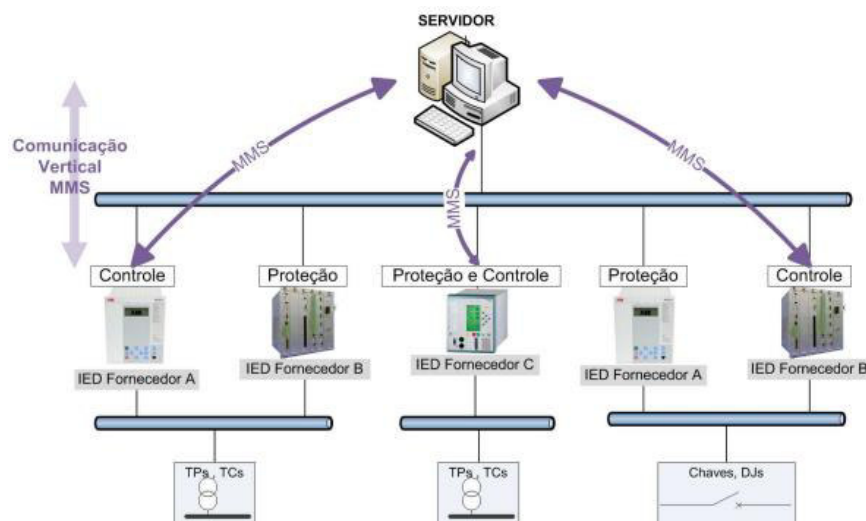 SERVIDOR
Comunicação
Vertical
MMS
MMS
MMS
MMS
Controle
Proteção
Proteção e Controle
Proteção
Controle
IED Fornecedor A
IED Fornecedor B
IED Fornecedor C
IED Fornecedor A
IED Fornecedor B
TPs , TCs
TPs , TCs
Chaves, DJs